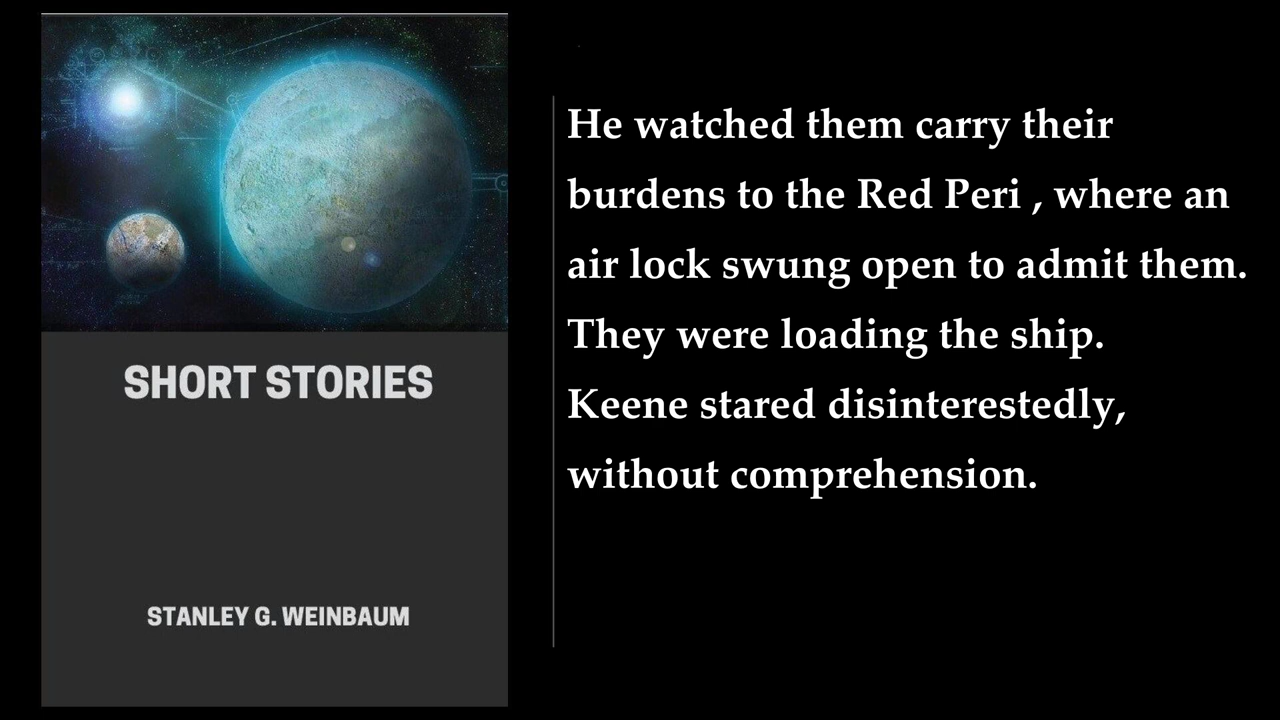 SHORT STORIES
STANLEY G. WEINBAUM
He watched them carry their
burdens to the Red Peri , where an
air lock swung open to admit them.
They were loading the ship.
Keene stared disinterestedly,
without comprehension.